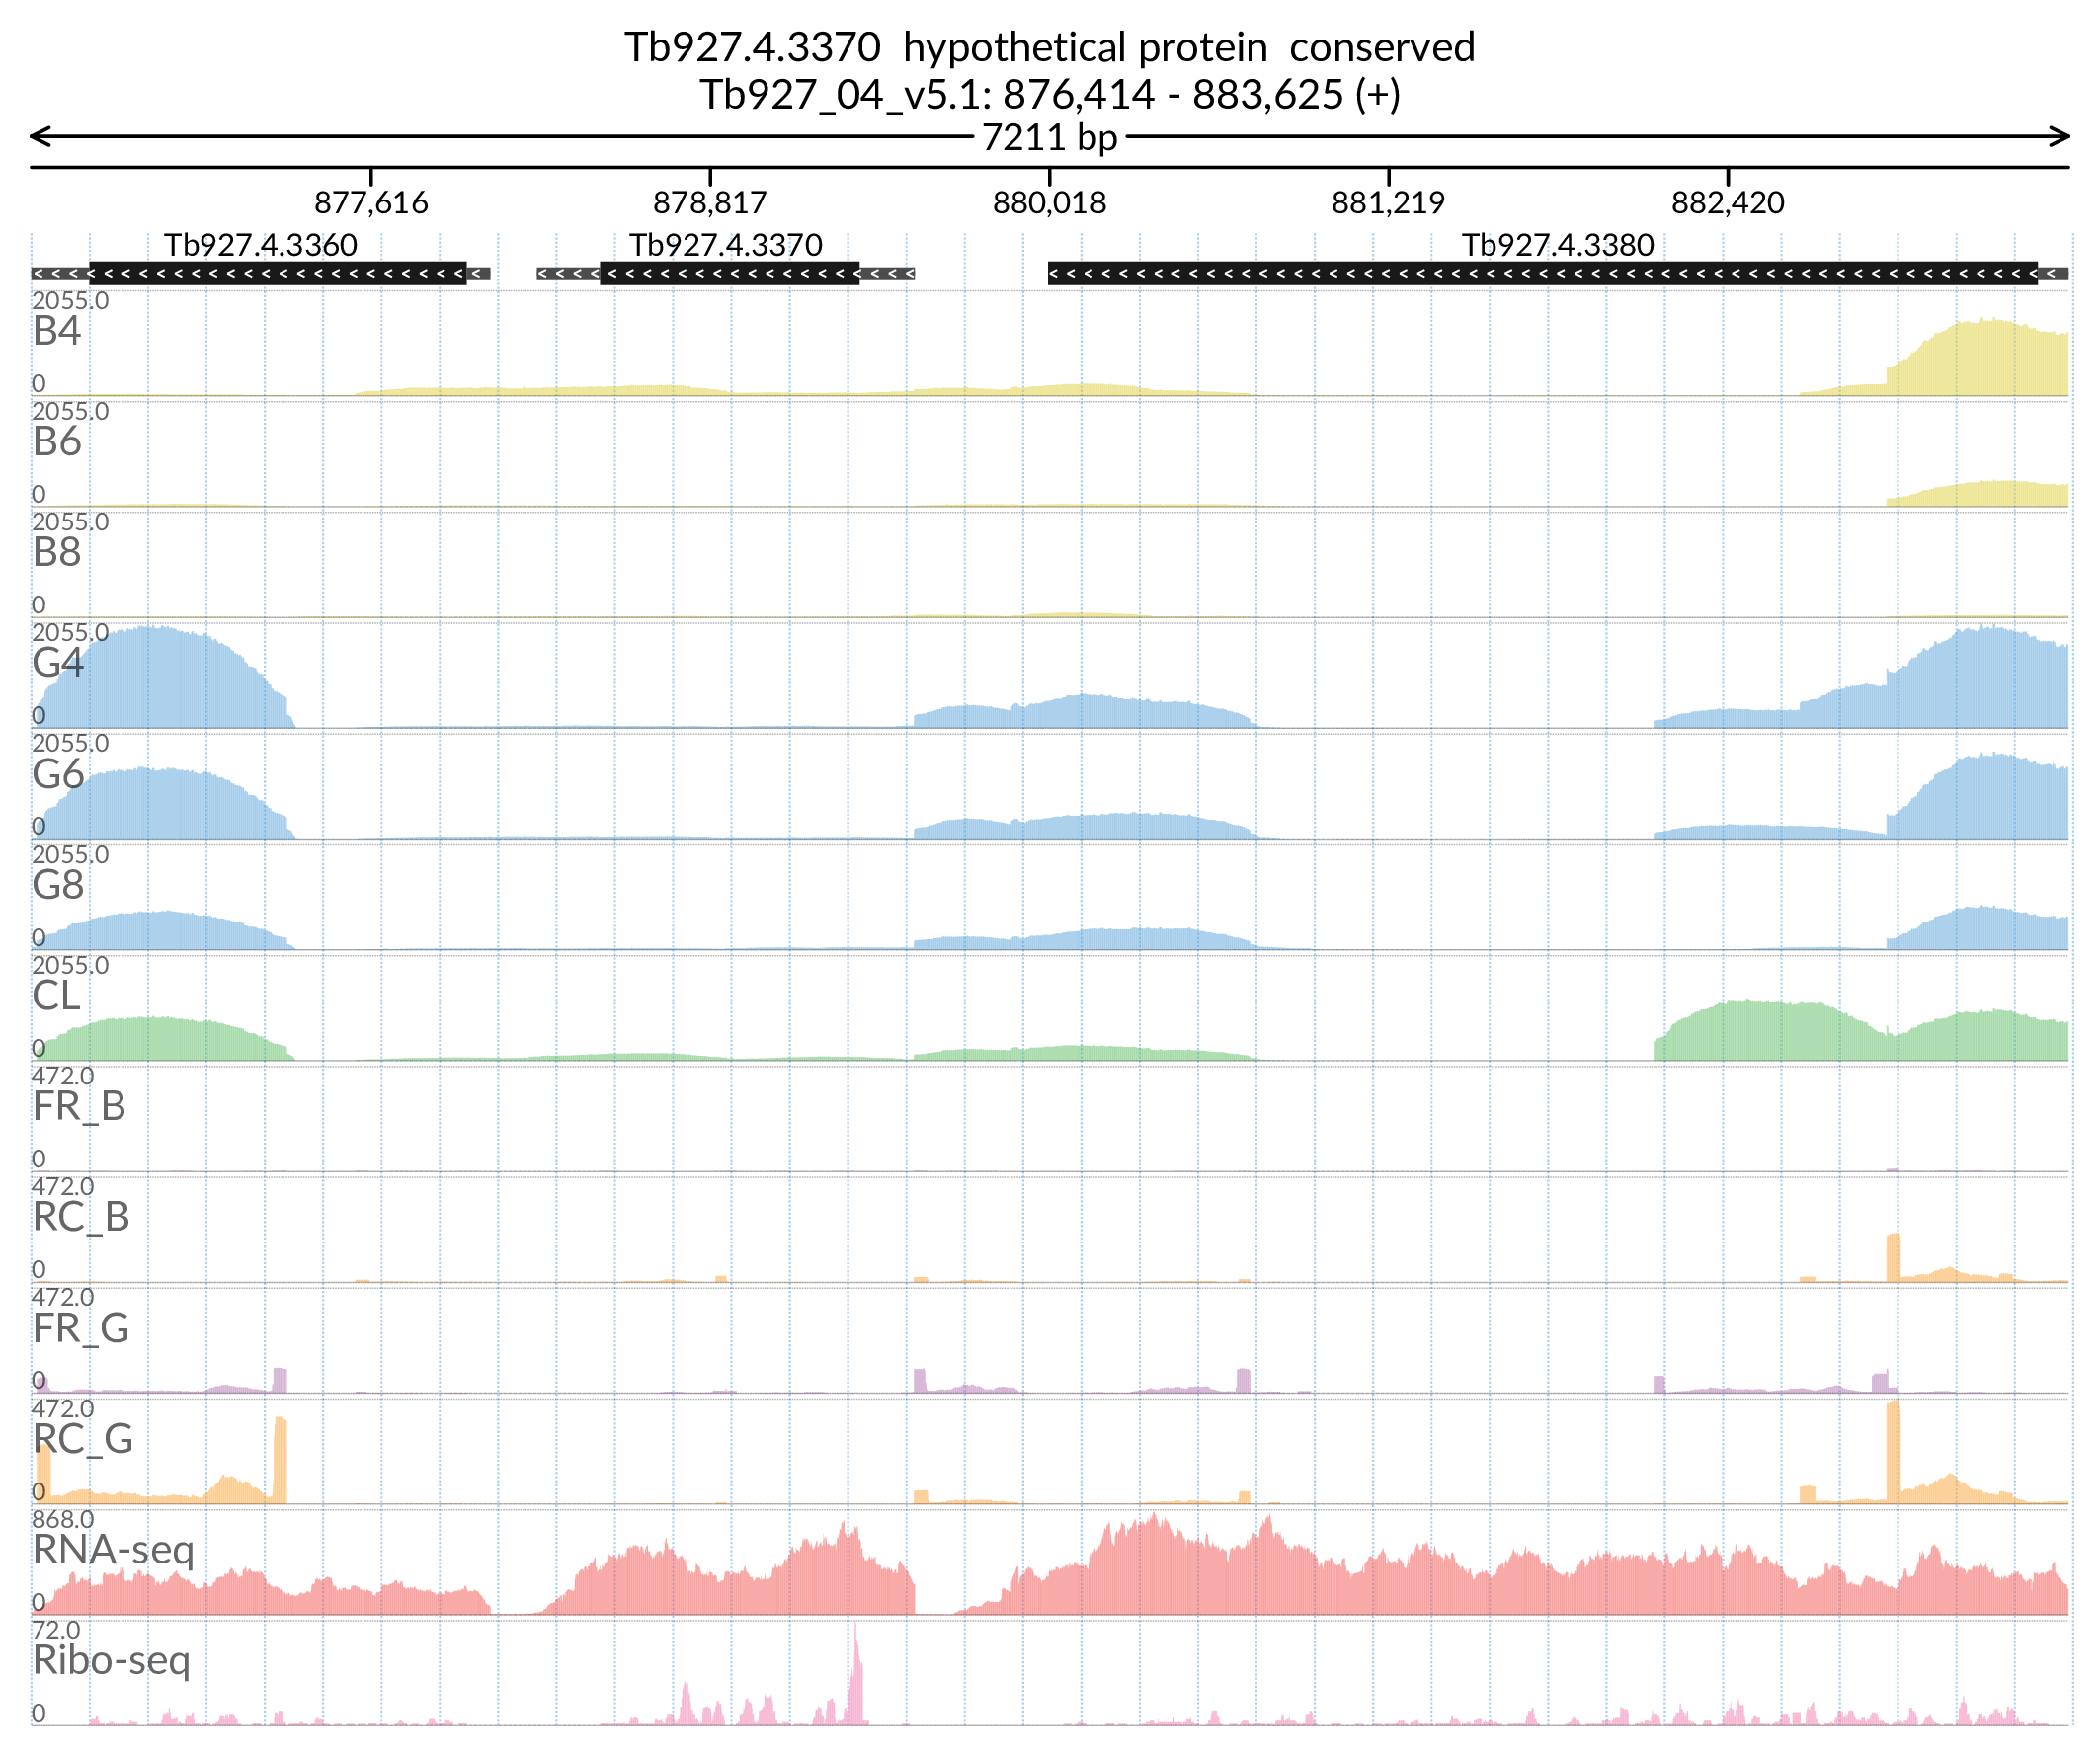 Tb927.4.3370  hypothetical protein  conserved
Tb927_04_v5.1: 876,414 - 883,625 (+)
7211 bp
877,616 878,817 880,018 881,219 882,420
Tb927.4.3360 Tb927.4.3370 Tb927.4.3380
2055.0
B4
0
2055.0
B6
0
2055.0
B8
0
2055.0
G4
0
2055.0
G6
0
2055.0
G8
0
2055.0
CL
0
472.0
FR_B
0
472.0
RC_B
0
472.0
FR_G
0
472.0
RC_G
0
868.0
RNA-seq
0
72.0
Ribo-seq
0